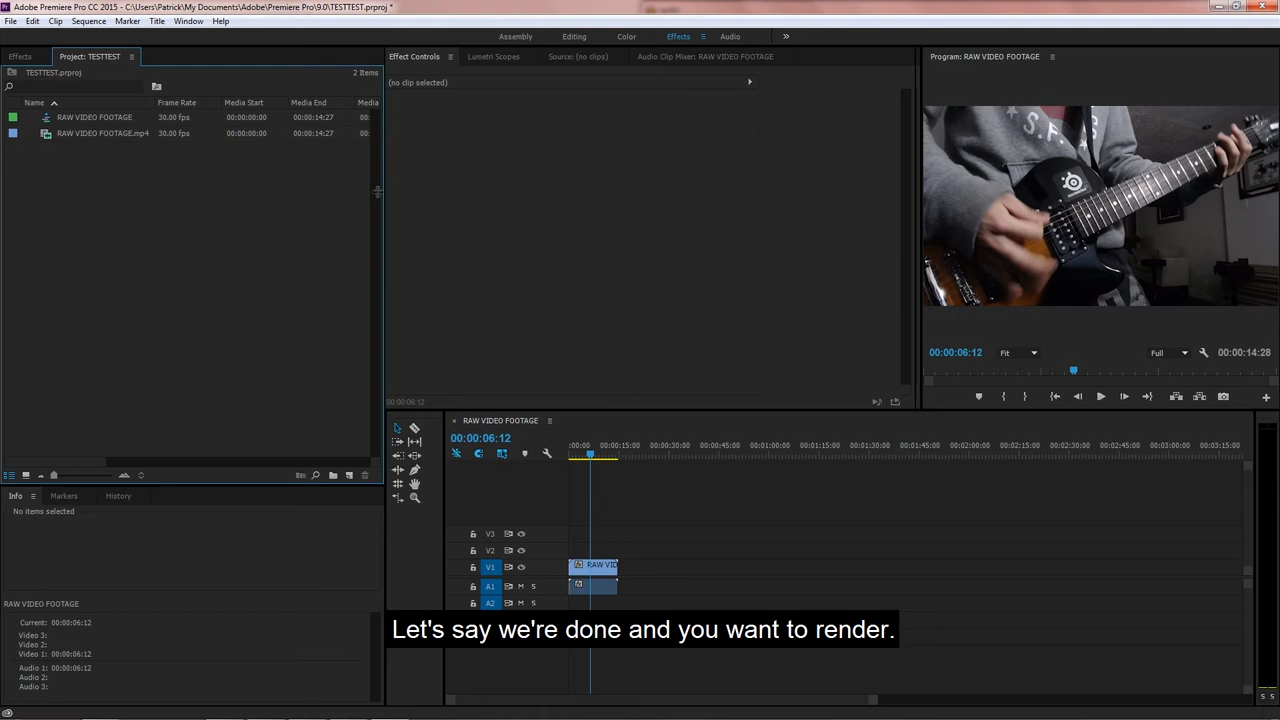 Adobe Premiere Pro CC 2015 - C:\Users\Patrick\My Documents\Adobe\Premiere Pro\9.0\TESTTEST.prproj *
File Edit Clip Sequence Marker Title Window Help
Assembly Editing Color Effects Audio
Effects Project: TESTTEST
Effect Controls Lumetri Scopes Source: (no clips) Audio Clip Mixer: RAW VIDEO FOOTAGE
Program: RAW VIDEO FOOTAGE
TESTTEST.prproj 2 Items
(no clip selected)
Name Frame Rate Media Start Media End Media
RAW VIDEO FOOTAGE 30.00 fps 00:00:00:00 00:00:14:27 00:
RAW VIDEO FOOTAGE.mp4 30.00 fps 00:00:00:00 00:00:14:27 00:
S.F.
00:00:06:12 Fit Full 00:00:14:28
00:00:06:12
RAW VIDEO FOOTAGE
00:00:06:12
:00:00 00:00:15:00 00:00:30:00 00:00:45:00 00:01:00:00 00:01:15:00 00:01:30:00 00:01:45:00 00:02:00:00 00:02:15:00 00:02:30:00 00:02:45:00 00:03:00:00 00:03:15:00
Info Markers History
No items selected
V3
V2
V1 RAW VID
A1 M S
A2 M S
RAW VIDEO FOOTAGE
Current: 00:00:06:12
Video 3:
Video 2:
Video 1: 00:00:06:12
Audio 1: 00:00:06:12
Audio 2:
Audio 3:
Let's say we're done and you want to render.
S S